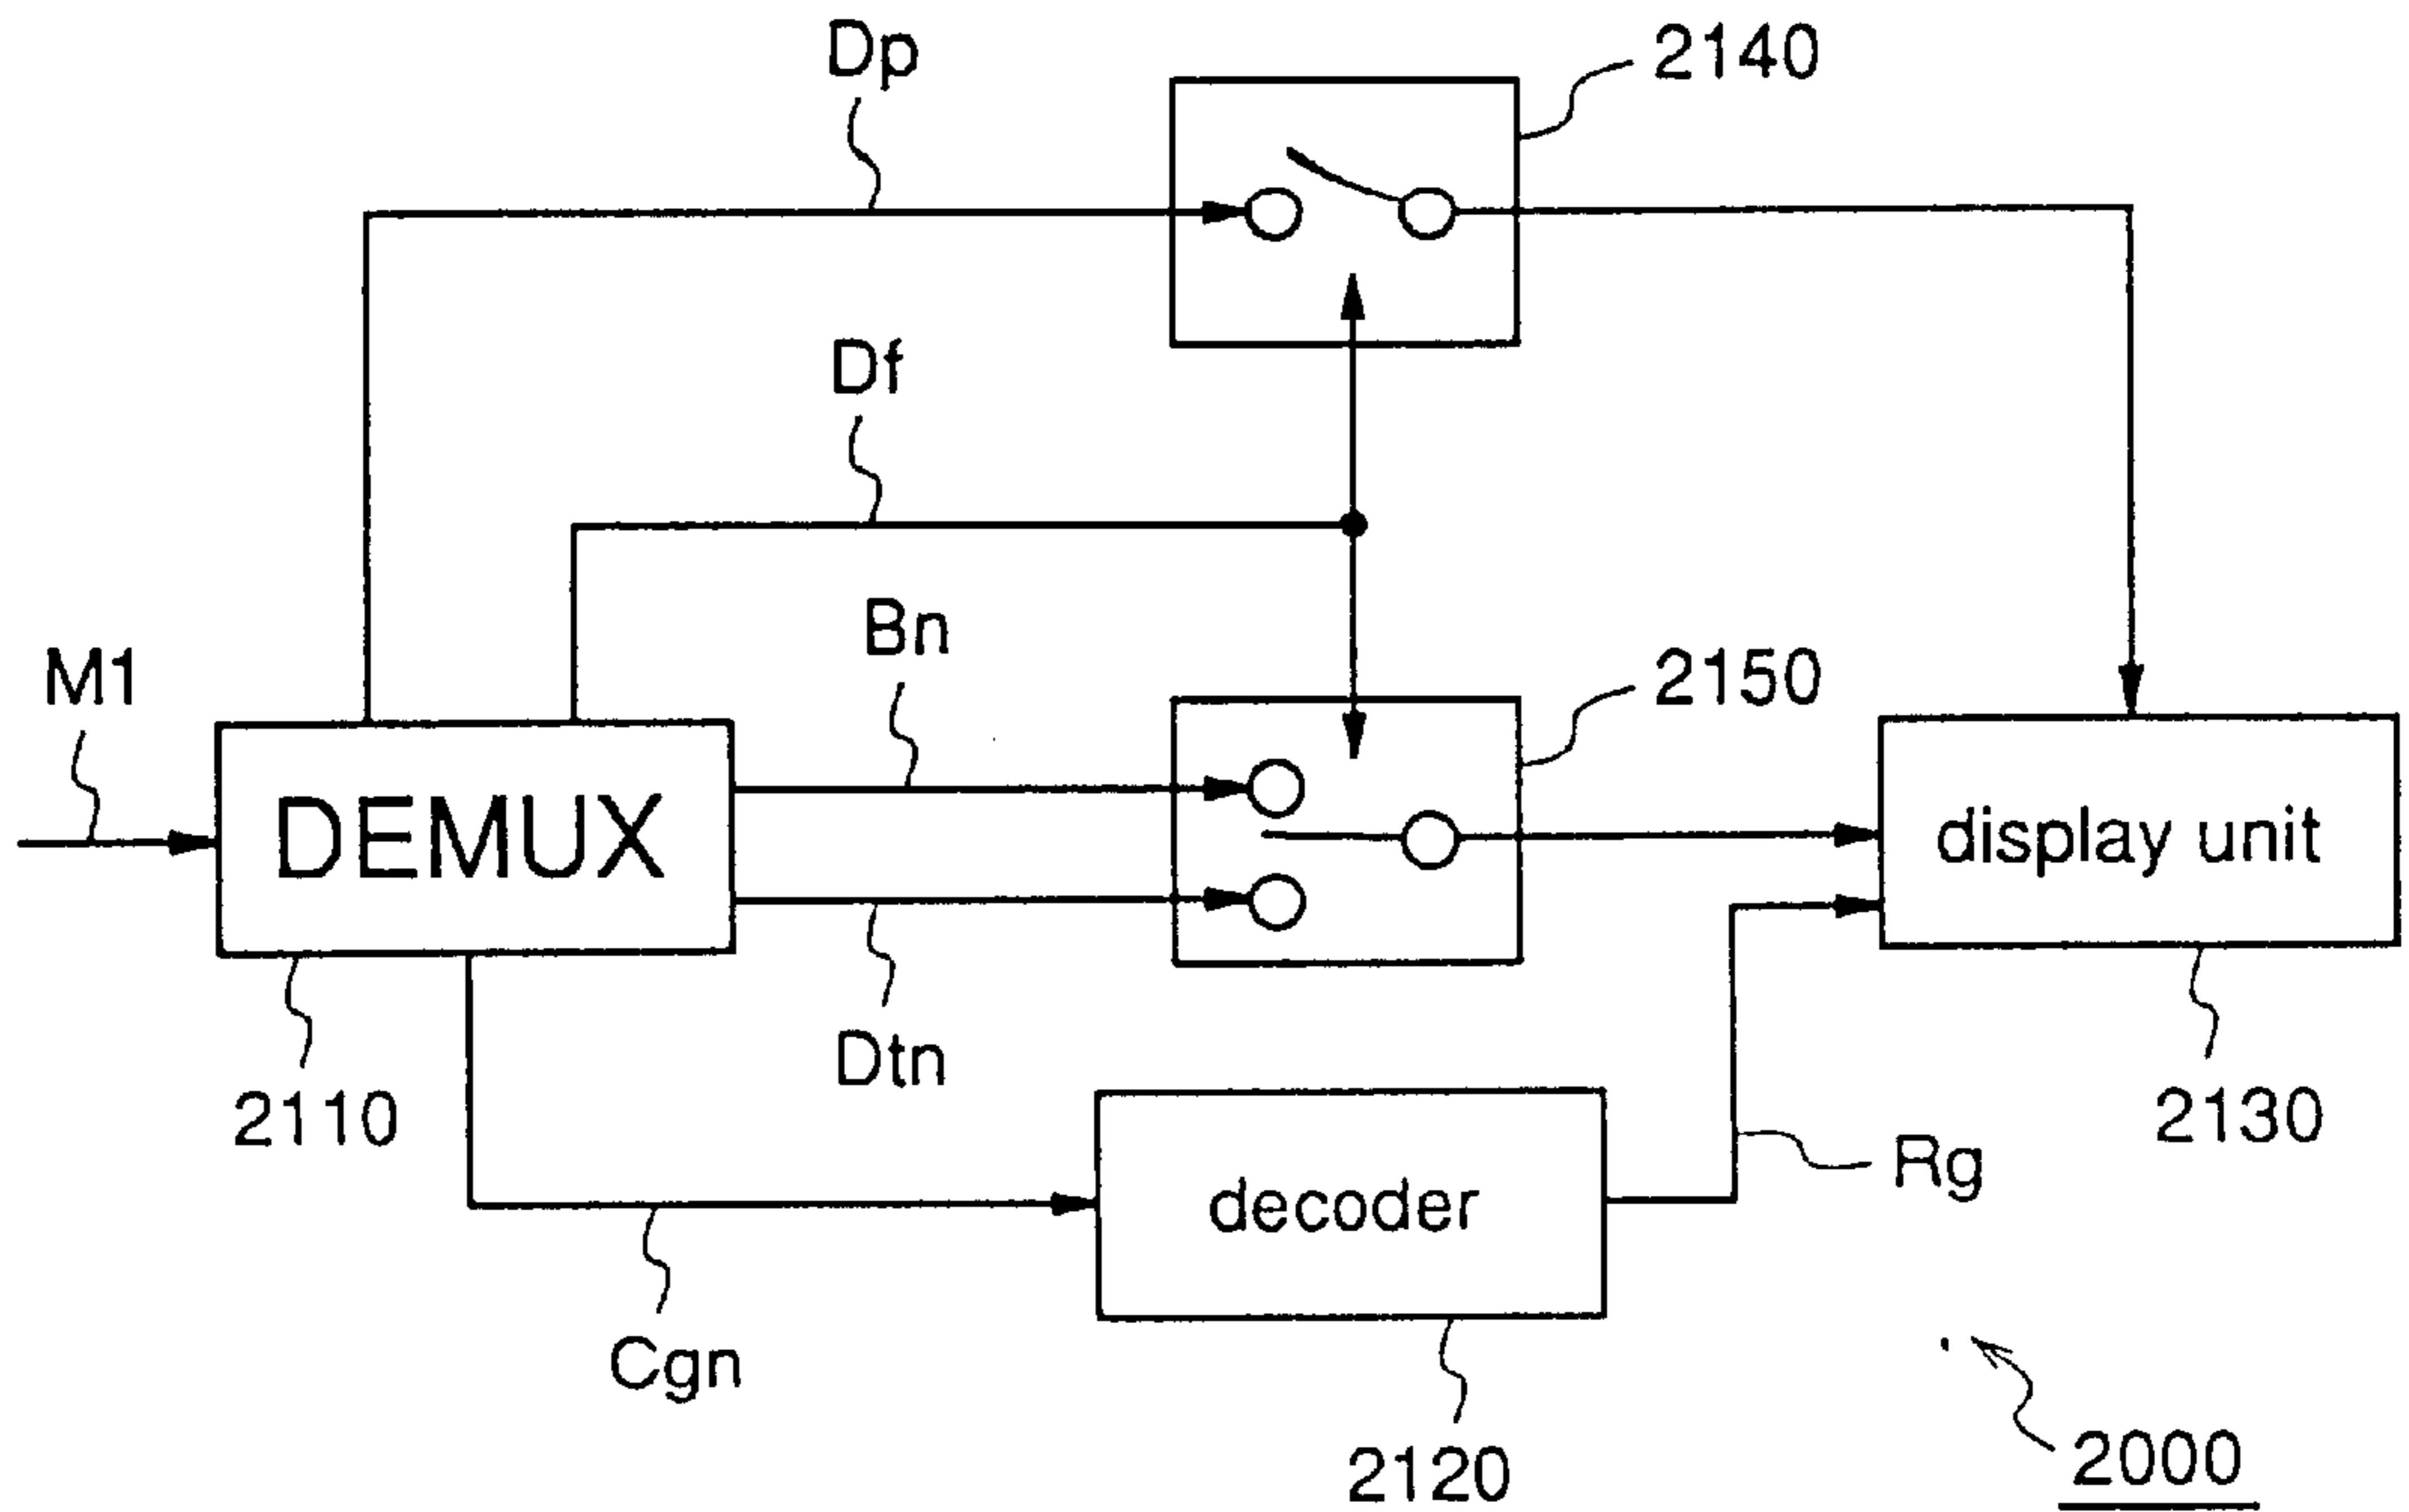 Dp
2140
Df
Bn
M1
2150
DEMUX
display unit
Dtn
2110
2130
Rg
decoder
Cgn
2120
2000